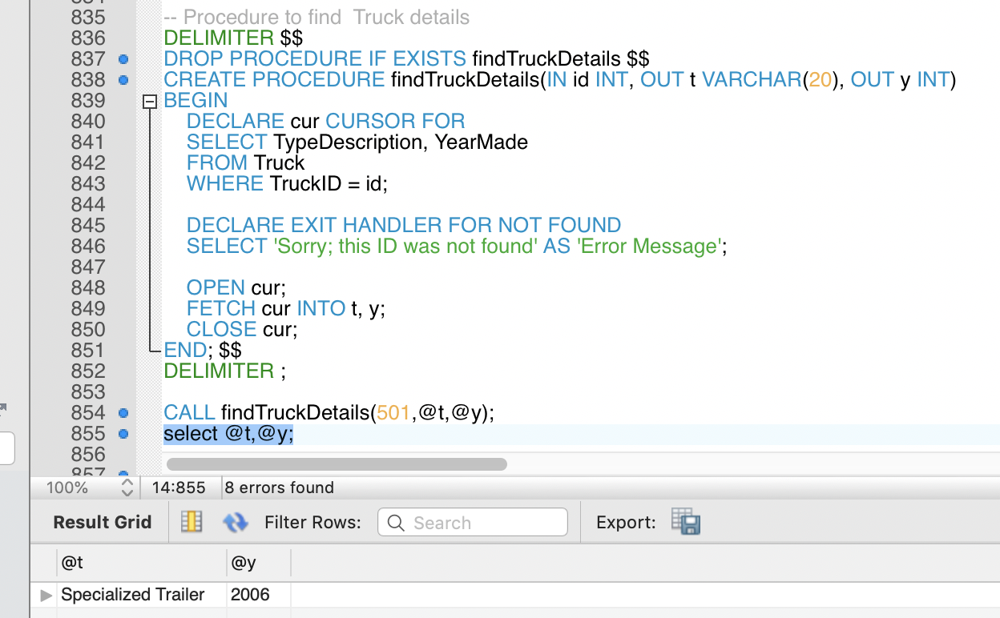 835 -- Procedure to find  Truck details
836 DELIMITER $$
837 DROP PROCEDURE IF EXISTS findTruckDetails $$
838 CREATE PROCEDURE findTruckDetails(IN id INT, OUT t VARCHAR(20), OUT y INT)
839 BEGIN
840 DECLARE cur CURSOR FOR
841 SELECT TypeDescription, YearMade
842 FROM Truck
843 WHERE TruckID = id;
844
845 DECLARE EXIT HANDLER FOR NOT FOUND
846 SELECT 'Sorry; this ID was not found' AS 'Error Message';
847
848 OPEN cur;
849 FETCH cur INTO t, y;
850 CLOSE cur;
851 END; $$
852 DELIMITER ;
853
854 CALL findTruckDetails(501,@t,@y);
855 select @t,@y;
856
857
100% 14:855 8 errors found
Result Grid Filter Rows: Search Export:
@t @y
Specialized Trailer 2006